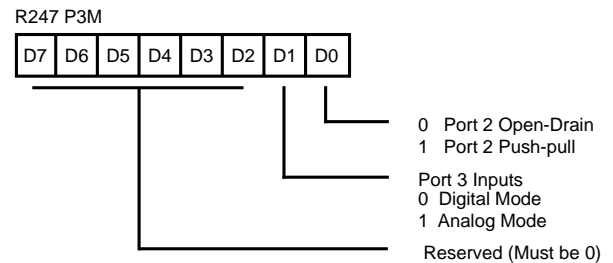 R247 P3M
D7 D6 D5 D4 D3 D2 D1 D0
0 Port 2 Open-Drain
1 Port 2 Push-pull
Port 3 Inputs
0 Digital Mode
1 Analog Mode
Reserved (Must be 0)